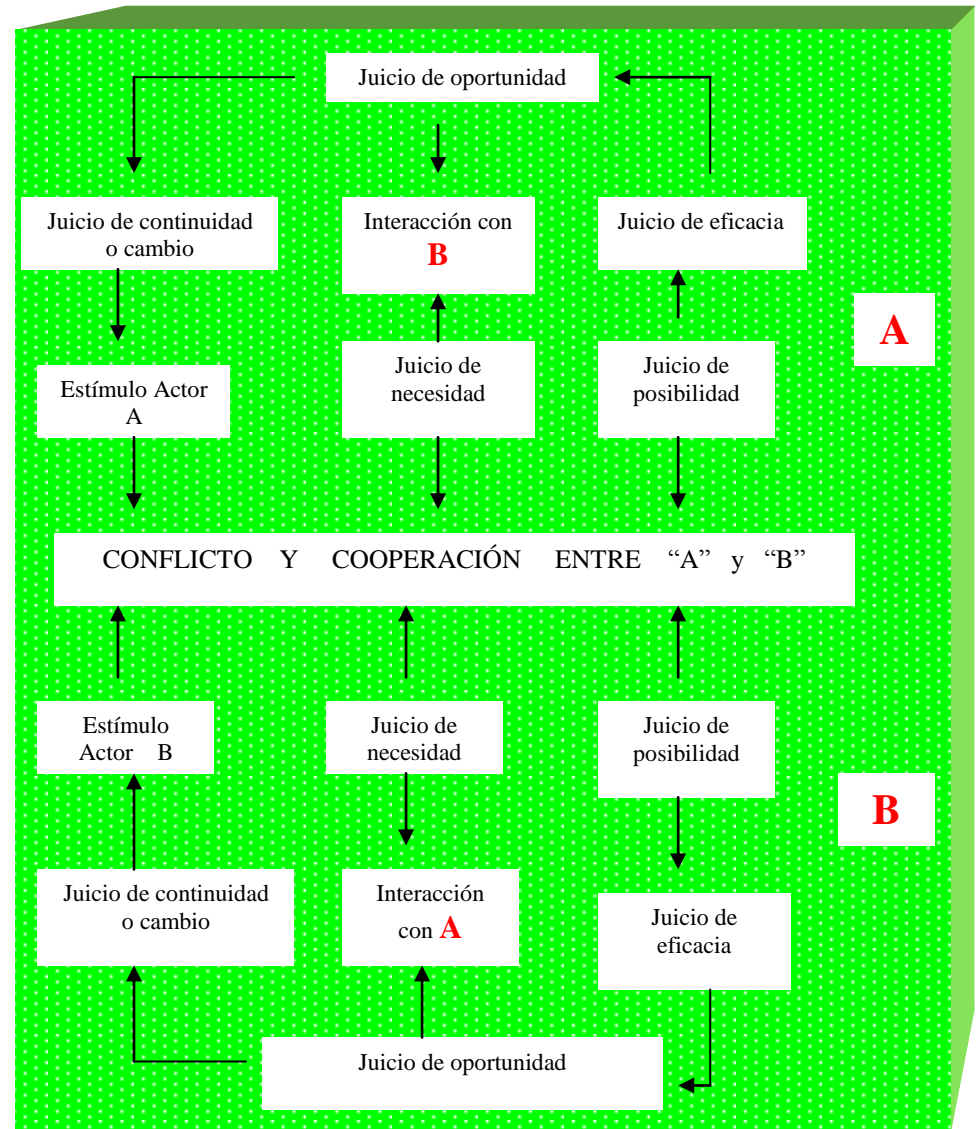 Juicio de oportunidad
Juicio de continuidad
o cambio
Interacción con
B
Juicio de eficacia
A
Estímulo Actor
A
Juicio de
necesidad
Juicio de
posibilidad
CONFLICTO Y COOPERACIÓN ENTRE “A” y “B”
Estímulo
Actor B
Juicio de
necesidad
Juicio de
posibilidad
B
Juicio de continuidad
o cambio
Interacción
con A
Juicio de
eficacia
Juicio de oportunidad